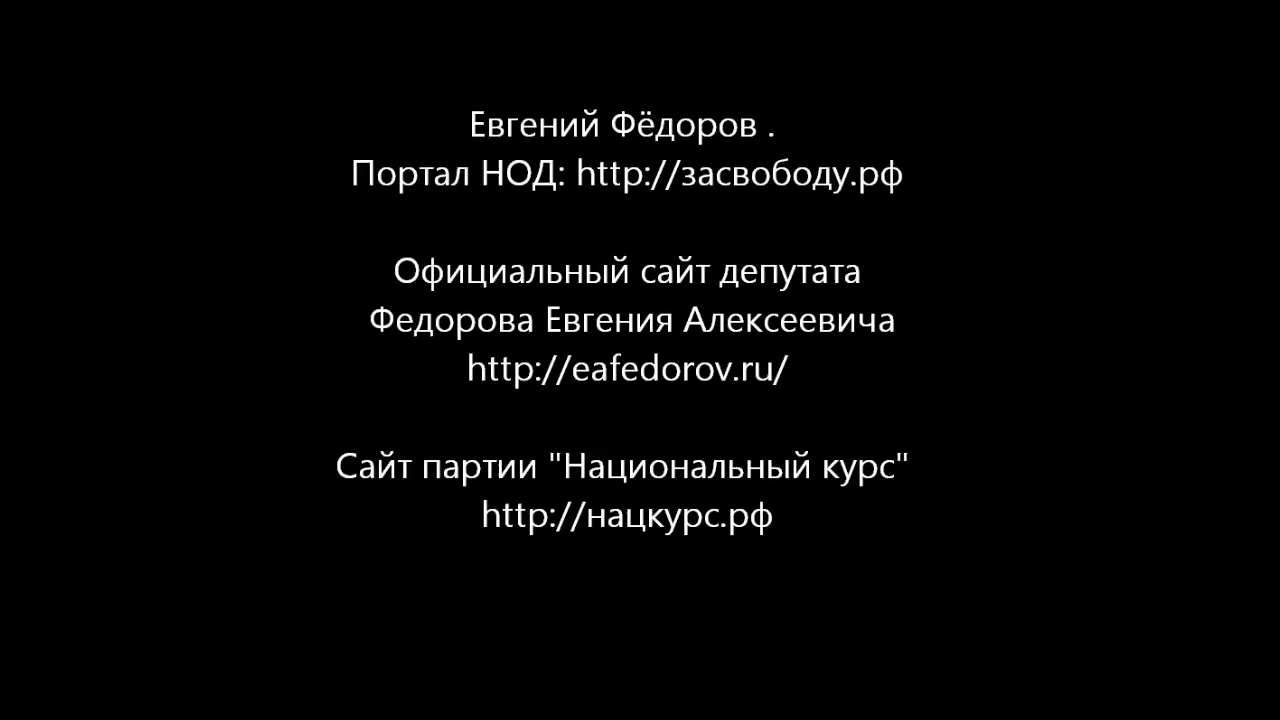 Евгений Фёдоров .
Портал НОД: http://засвободу.рф
Официальный сайт депутата
Федорова Евгения Алексеевича
http://eafedorov.ru/
Сайт партии "Национальный курс"
http://нацкурс.рф